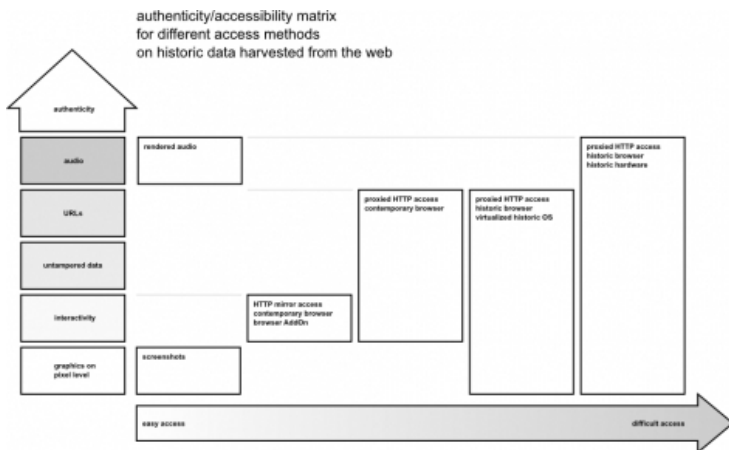 authenticity/accessibility matrix
for different access methods
on historic data harvested from the web
authenticity
audio
URLs
untampered data
interactivity
graphics on
pixel level
rendered audio
screenshots
HTTP mirror access
contemporary browser
browser AddOn
proxied HTTP access
contemporary browser
proxied HTTP access
historic browser
virtualized historic OS
proxied HTTP access
historic browser
historic hardware
easy access
difficult access